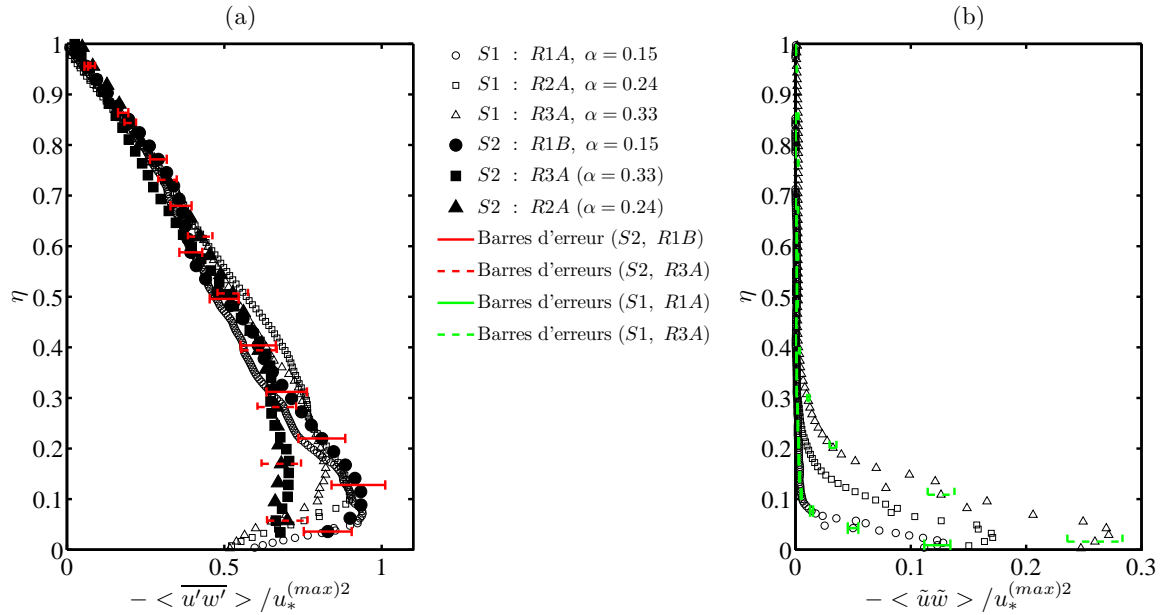 (a)
1
0.9
0.8
0.7
0.6
0.5
0.4
0.3
0.2
0.1
0
η
0 0.5 1
− < \overline{u'w'} > /u_*^{(max)2}
S1 : R1A, α = 0.15
S1 : R2A, α = 0.24
S1 : R3A, α = 0.33
S2 : R1B, α = 0.15
S2 : R3A (α = 0.33)
S2 : R2A (α = 0.24)
Barres d'erreur (S2, R1B)
Barres d'erreurs (S2, R3A)
Barres d'erreurs (S1, R1A)
Barres d'erreurs (S1, R3A)
(b)
1
0.9
0.8
0.7
0.6
0.5
0.4
0.3
0.2
0.1
0
η
0 0.1 0.2 0.3
− < ũw̃ > /u_*^{(max)2}